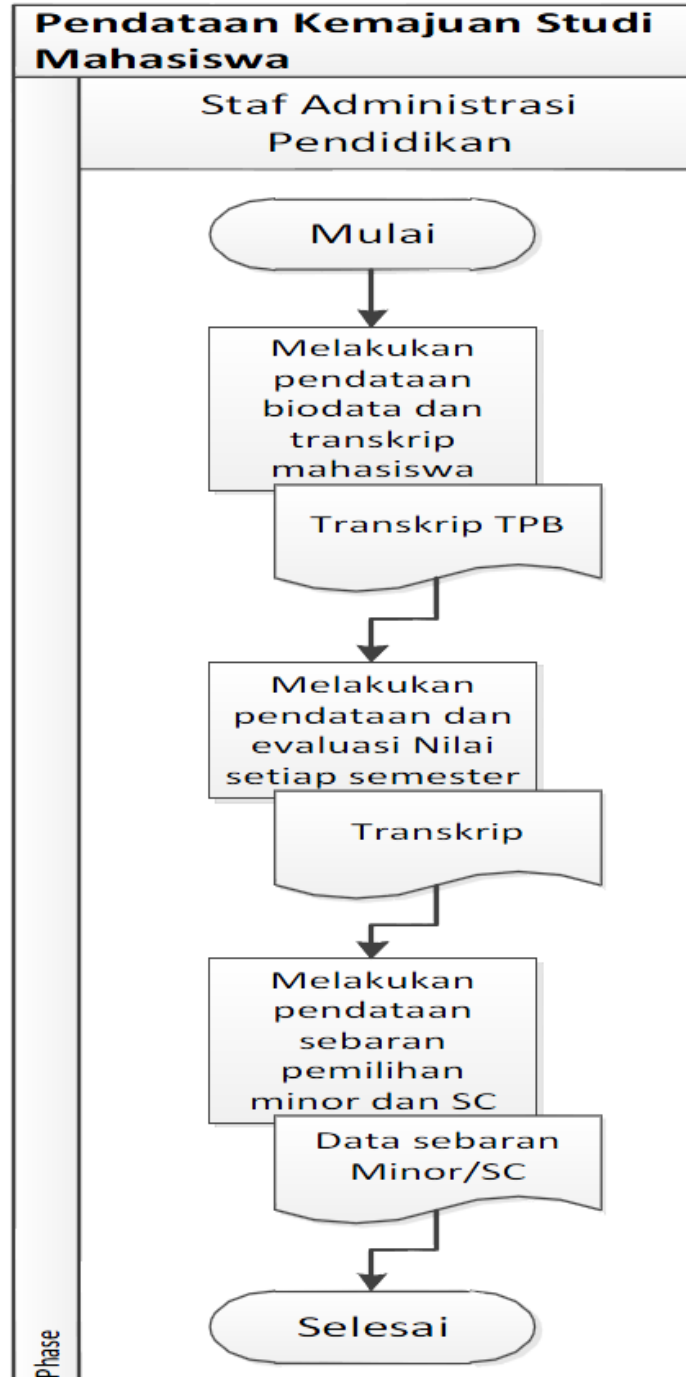 Pendataan Kemajuan Studi
Mahasiswa
Staf Administrasi
Pendidikan
Mulai
Melakukan
pendataan
biodata dan
transkrip
mahasiswa
Transkrip TPB
Melakukan
pendataan dan
evaluasi Nilai
setiap semester
Transkrip
Melakukan
pendataan
sebaran
pemilihan
minor dan SC
Data sebaran
Minor/SC
Selesai
Phase